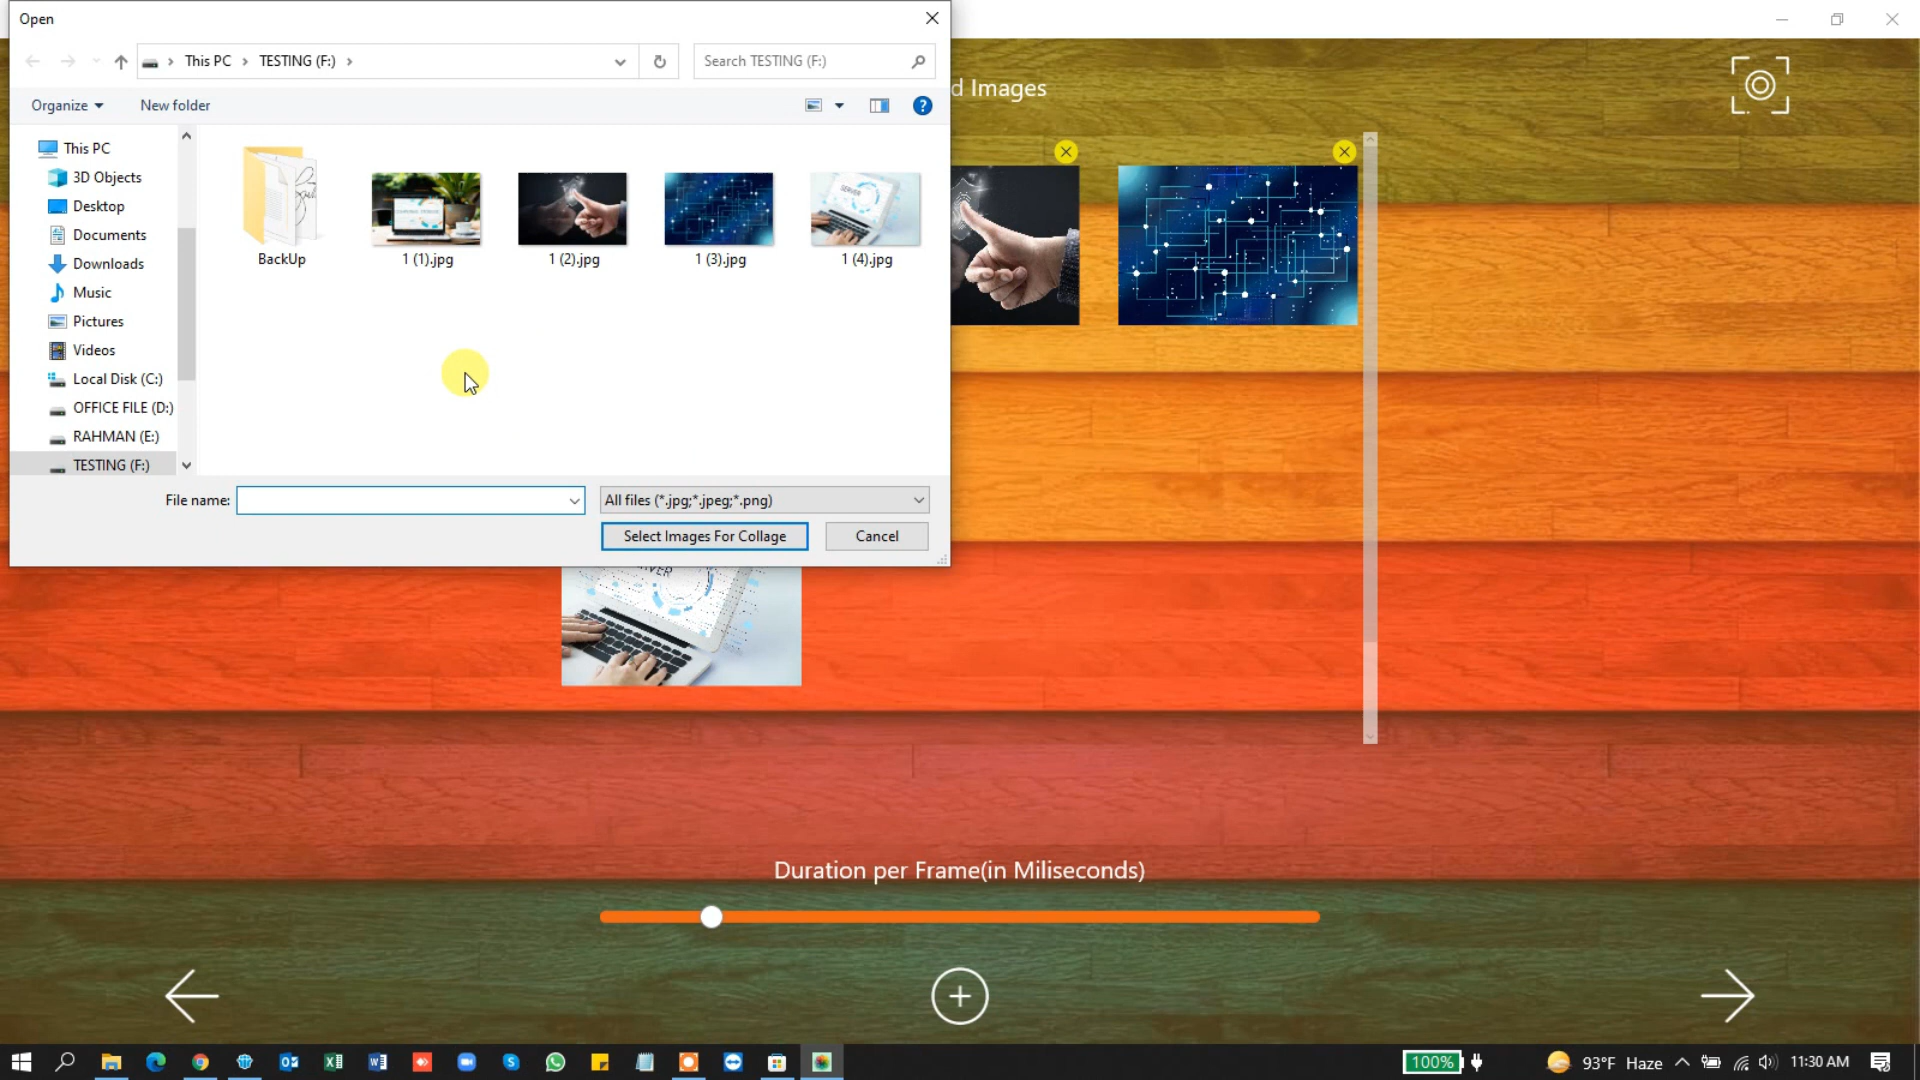 Open
This PC
TESTING (F:)
Search TESTING (F:)
d Images
Organize
New folder
This PC
3D Objects
Desktop
Documents
Downloads
Music
Pictures
Videos
Local Disk (C:)
OFFICE FILE (D:)
RAHMAN (E:)
TESTING (F:)
SERVER
BackUp
1 (1).jpg
1 (2).jpg
1 (3).jpg
1 (4).jpg
File name:
All files (*.jpg;*.jpeg;*.png)
Select Images For Collage
Cancel
Duration per Frame(in Miliseconds)
100%
93°F Haze
11:30 AM